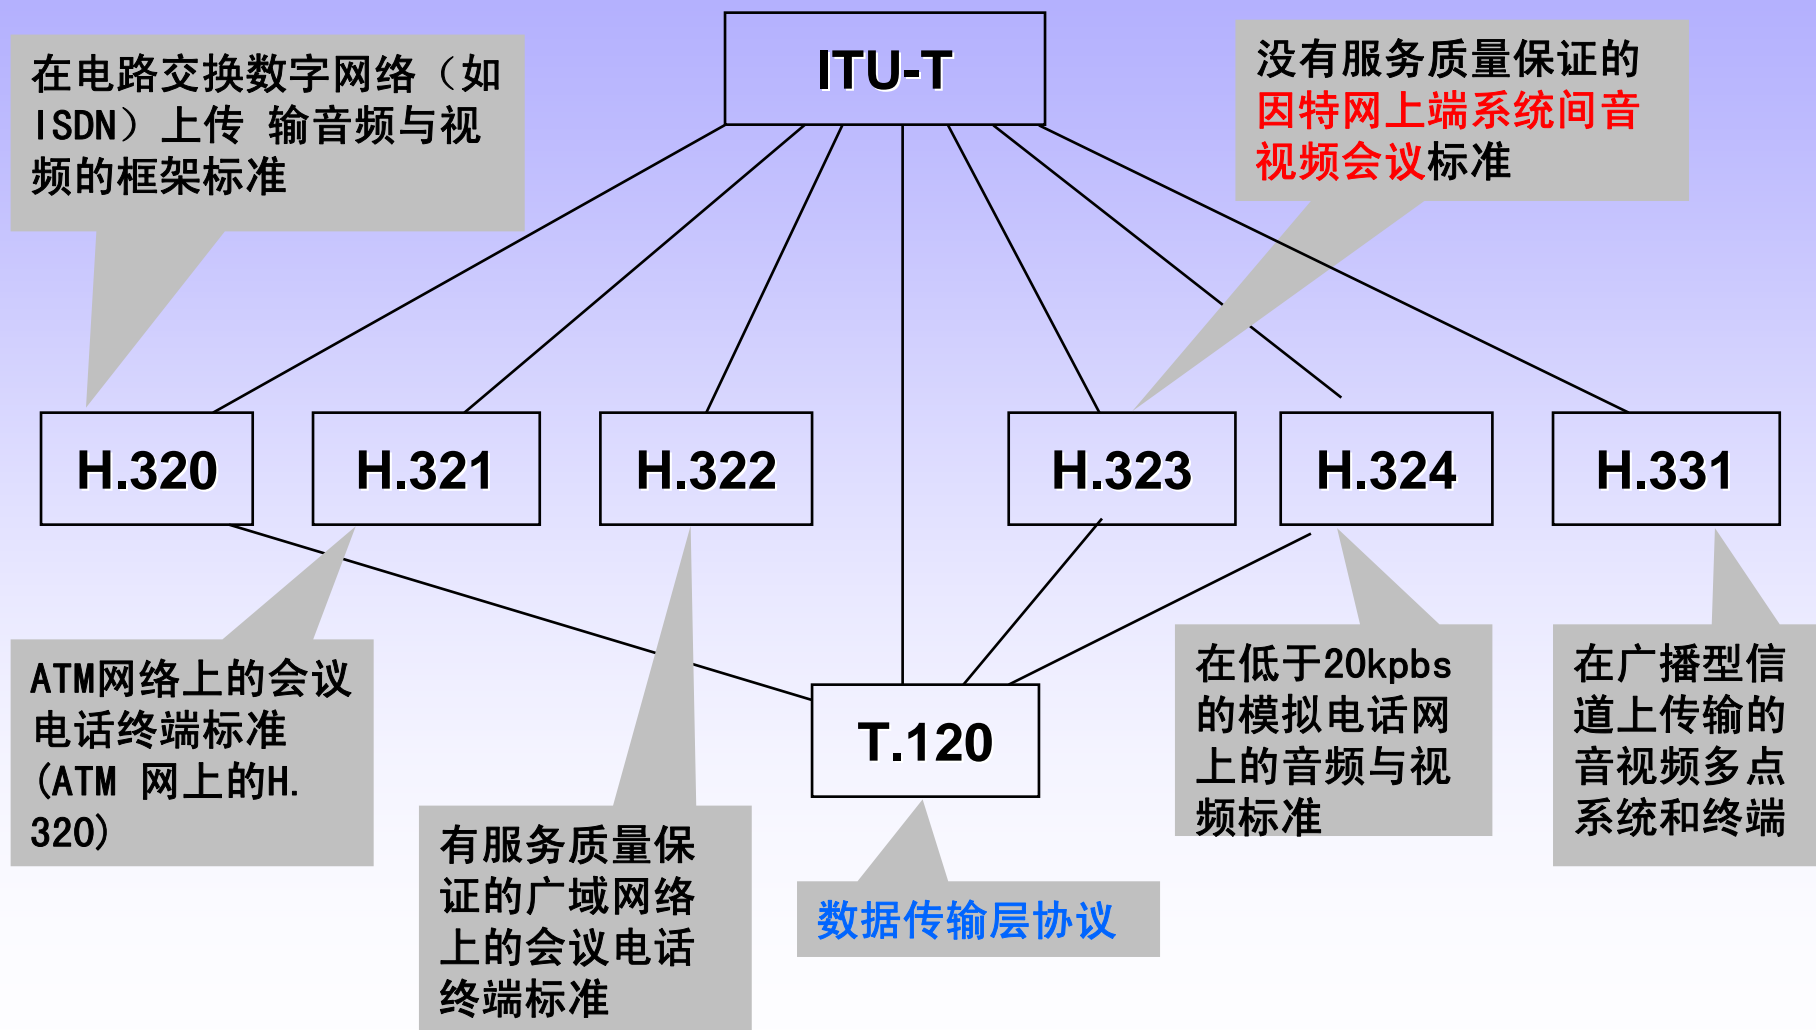 ITU-T
在电路交换数字网络（如
ISDN）上传 输音频与视
频的框架标准
没有服务质量保证的
因特网上端系统间音
视频会议标准
H.320
H.321
H.322
H.323
H.324
H.331
ATM网络上的会议
电话终端标准
(ATM 网上的H.
320)
有服务质量保
证的广域网络
上的会议电话
终端标准
T.120
数据传输层协议
在低于20kpbs
的模拟电话网
上的音频与视
频标准
在广播型信
道上传输的
音视频多点
系统和终端